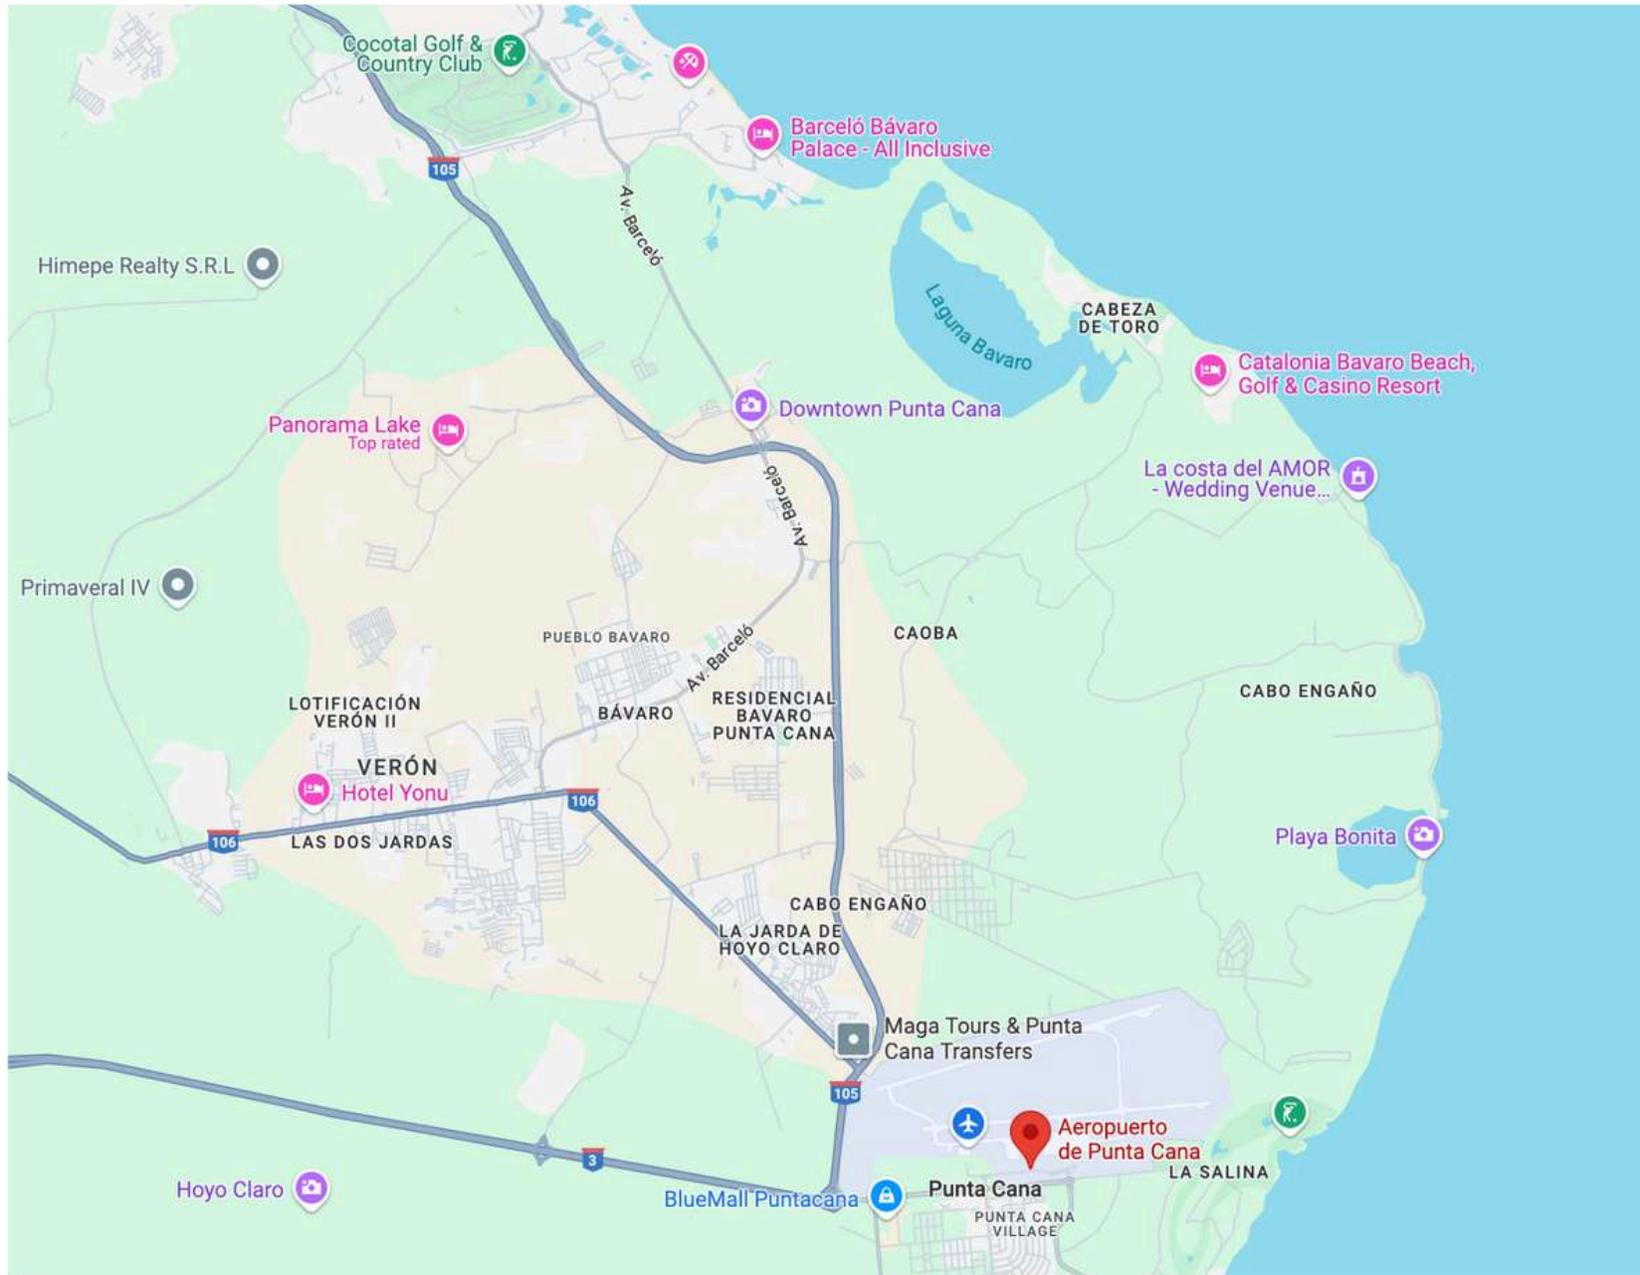 Cocotal Golf &
Country Club
Barceló Bávaro
Palace - All Inclusive
105
Av. Barceló
Himepe Realty S.R.L
Laguna Bavaro
CABEZA
DE TORO
Catalonia Bavaro Beach,
Golf & Casino Resort
Downtown Punta Cana
Panorama Lake
Top rated
La costa del AMOR
- Wedding Venue...
Av. Barceló
Primaveral IV
PUEBLO BAVARO
Av. Barceló
CAOBA
CABO ENGAÑO
LOTIFICACIÓN
VERÓN II
BÁVARO
RESIDENCIAL
BAVARO
PUNTA CANA
VERÓN
Hotel Yonu
106
106
LAS DOS JARDAS
Playa Bonita
CABO ENGAÑO
LA JARDA DE
HOYO CLARO
Maga Tours & Punta
Cana Transfers
105
Aeropuerto
de Punta Cana
3
LA SALINA
Hoyo Claro
BlueMall Puntacana
Punta Cana
PUNTA CANA
VILLAGE